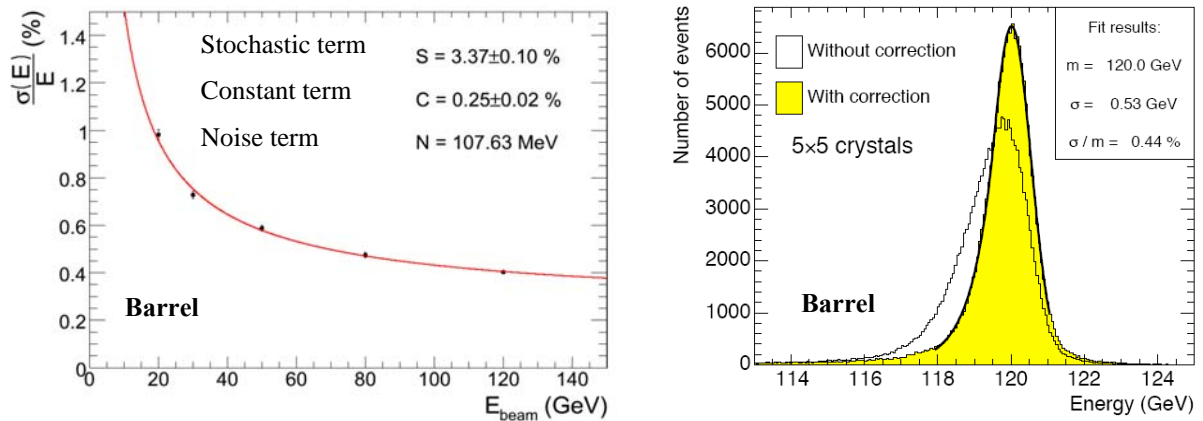 σ(E)/E (%)
1.4
1.2
1
0.8
0.6
0.4
0.2
0
Stochastic term
S = 3.37±0.10 %
Constant term
C = 0.25±0.02 %
Noise term
N = 107.63 MeV
Barrel
0 20 40 60 80 100 120 140
E_beam (GeV)
Number of events
6000
5000
4000
3000
2000
1000
0
Without correction
With correction
5×5 crystals
Fit results:
m = 120.0 GeV
σ = 0.53 GeV
σ / m = 0.44 %
Barrel
114 116 118 120 122 124
Energy (GeV)